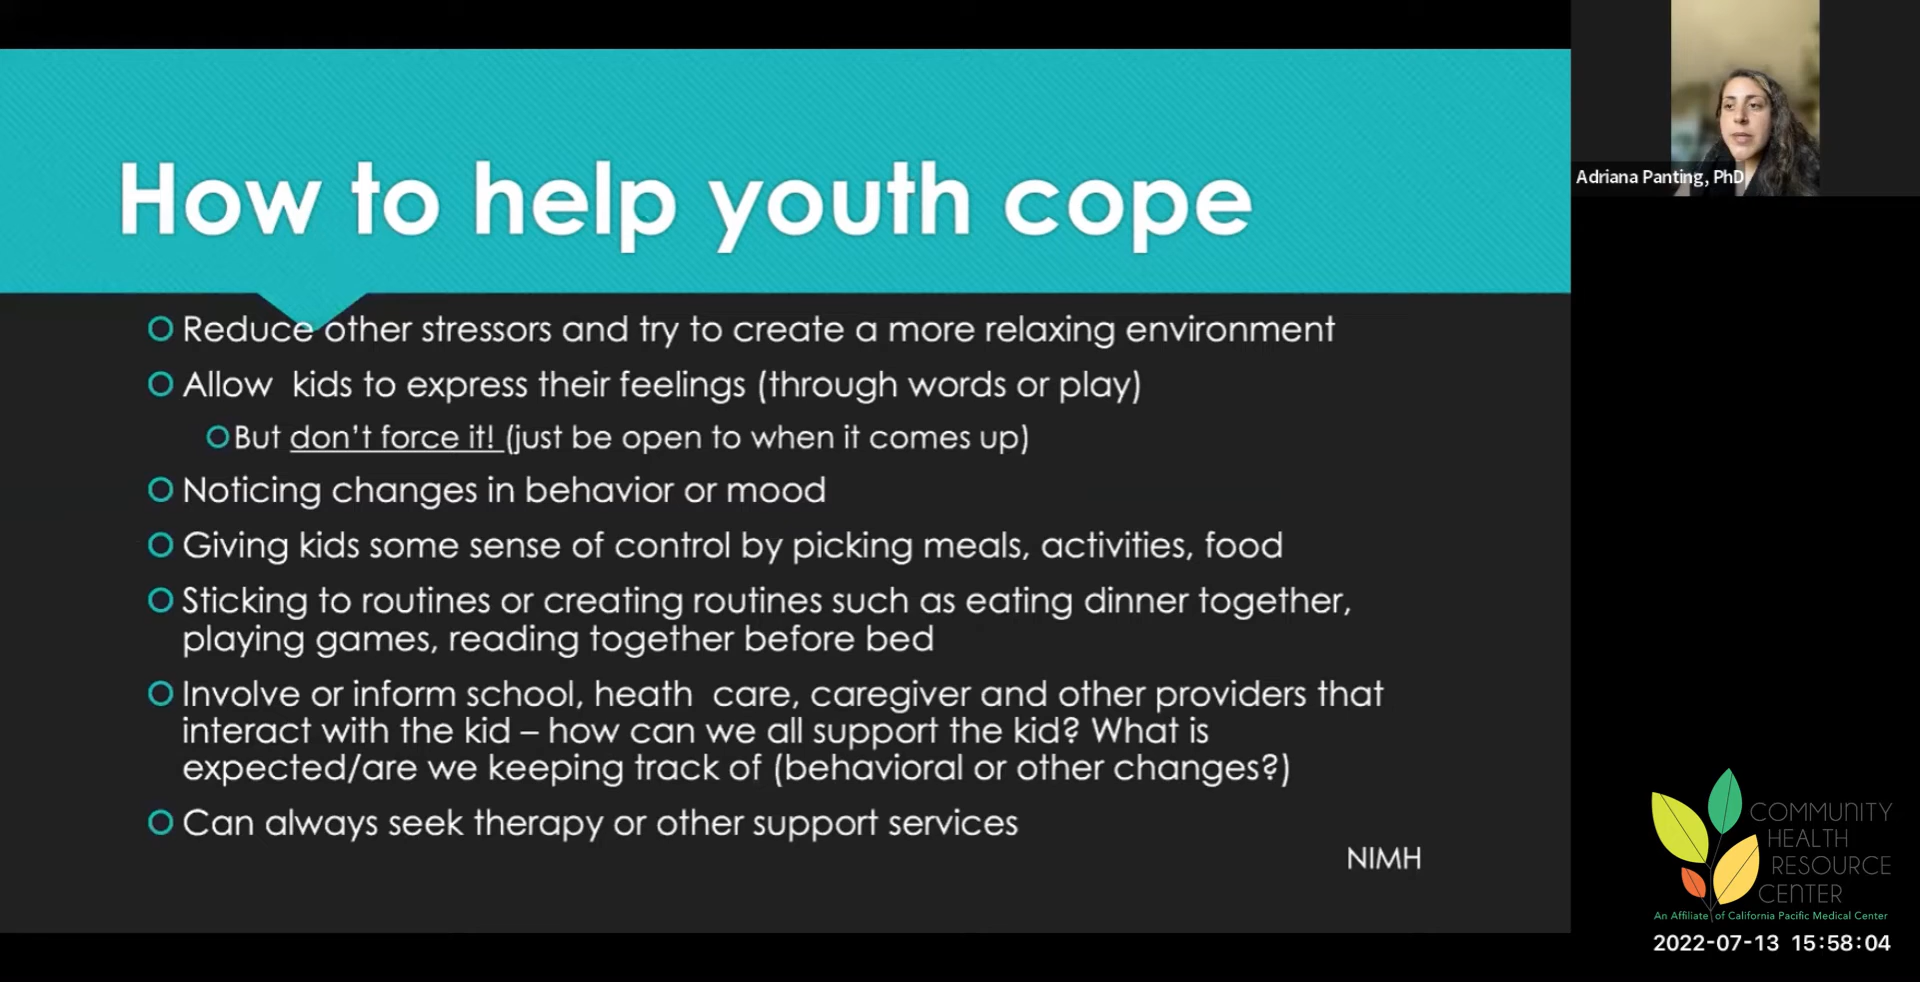 How to help youth cope
Reduce other stressors and try to create a more relaxing environment
Allow  kids to express their feelings (through words or play)
But don't force it! (just be open to when it comes up)
Noticing changes in behavior or mood
Giving kids some sense of control by picking meals, activities, food
Sticking to routines or creating routines such as eating dinner together,
playing games, reading together before bed
Involve or inform school, heath  care, caregiver and other providers that
interact with the kid – how can we all support the kid? What is
expected/are we keeping track of (behavioral or other changes?)
Can always seek therapy or other support services
NIMH
Adriana Panting, PhD
COMMUNITY
HEALTH
RESOURCE
CENTER
An Affiliate of California Pacific Medical Center
2022-07-13 15:58:04